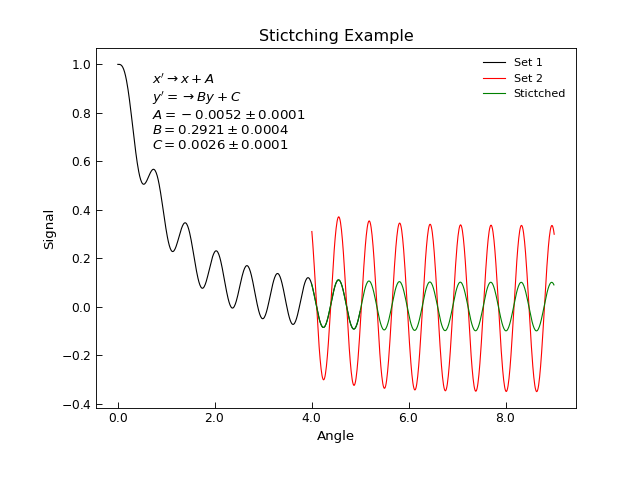 Stictching Example
x′ → x + A
y′ = → By + C
A = − 0.0052 ± 0.0001
B = 0.2921 ± 0.0004
C = 0.0026 ± 0.0001
Set 1
Set 2
Stictched
Signal
1.0
0.8
0.6
0.4
0.2
0.0
−0.2
−0.4
0.0 2.0 4.0 6.0 8.0
Angle